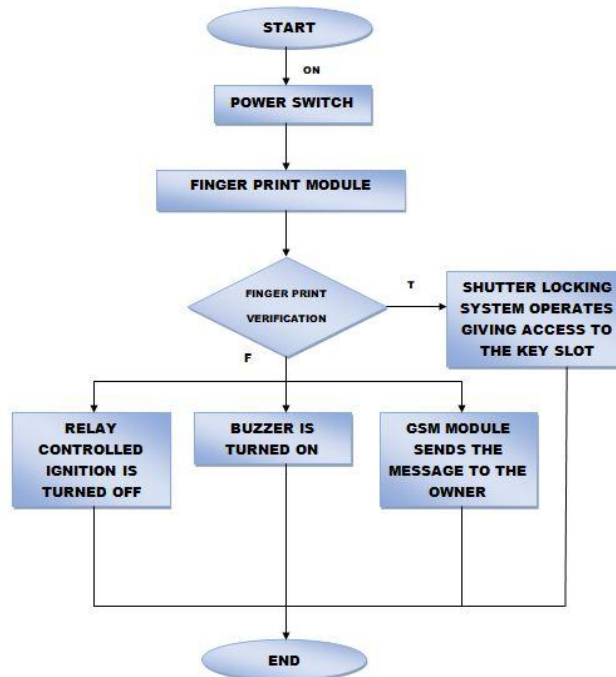 START
ON
POWER SWITCH
FINGER PRINT MODULE
FINGER PRINT
VERIFICATION
T
SHUTTER LOCKING
SYSTEM OPERATES
GIVING ACCESS TO
THE KEY SLOT
F
RELAY
CONTROLLED
IGNITION IS
TURNED OFF
BUZZER IS
TURNED ON
GSM MODULE
SENDS THE
MESSAGE TO THE
OWNER
END